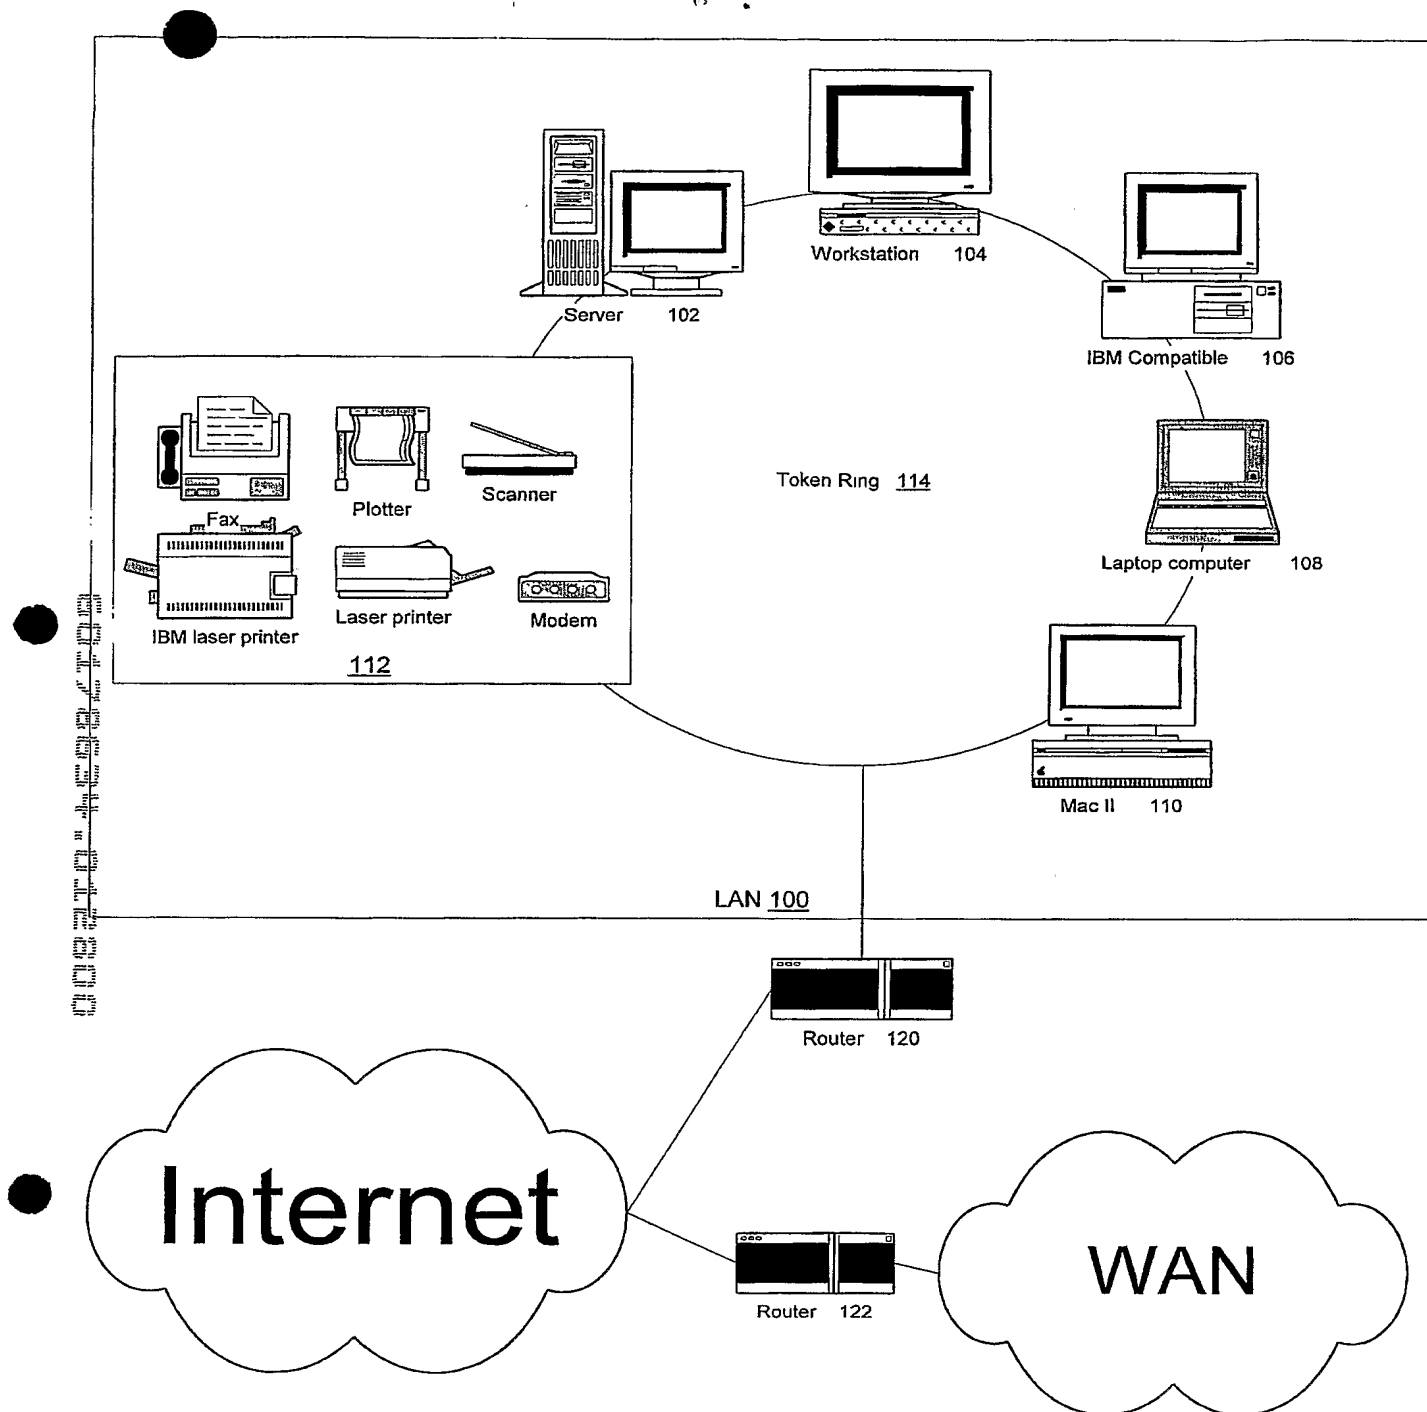 Workstation 104
Server 102
IBM Compatible 106
Token Ring 114
Fax
Plotter
Scanner
Laptop computer 108
IBM laser printer
Laser printer
Modem
112
Mac II 110
LAN 100
Router 120
Internet
WAN
Router 122